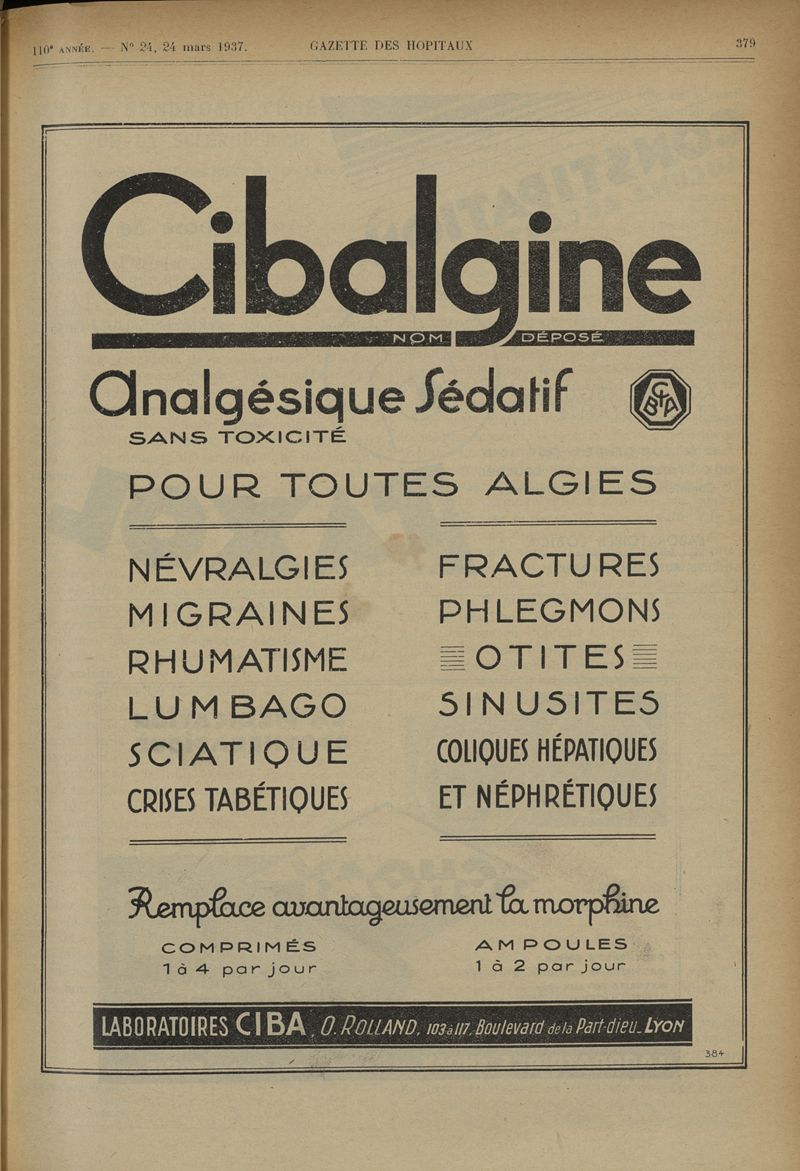 110e ANNÉE. — No 24, 24 mars 1937. GAZETTE DES HOPITAUX 379
Cibalgine
NOM DÉPOSÉ
Analgésique Sédatif
CIBA
SANS TOXICITÉ
POUR TOUTES ALGIES
NÉVRALGIES
MIGRAINES
RHUMATISME
LUMBAGO
SCIATIQUE
CRISES TABÉTIQUES
FRACTURES
PHLEGMONS
OTITES
SINUSITES
COLIQUES HÉPATIQUES
ET NÉPHRÉTIQUES
Remplace avantageusement la morphine
COMPRIMÉS
1 à 4 par jour
AMPOULES
1 à 2 par jour
LABORATOIRES CIBA, O. ROLLAND, 103 à 117, Boulevard de la Part-dieu_ LYON
384